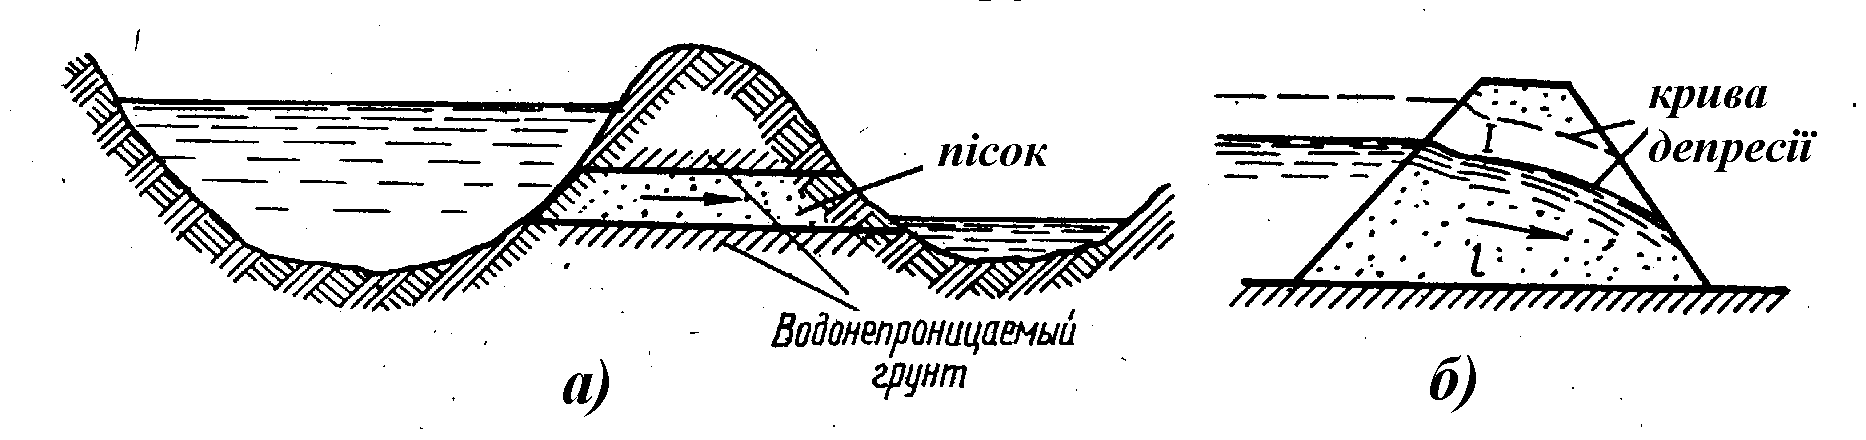 пісок
Водонепроницаемый
грунт
а)
крива
депресії
I
l
б)